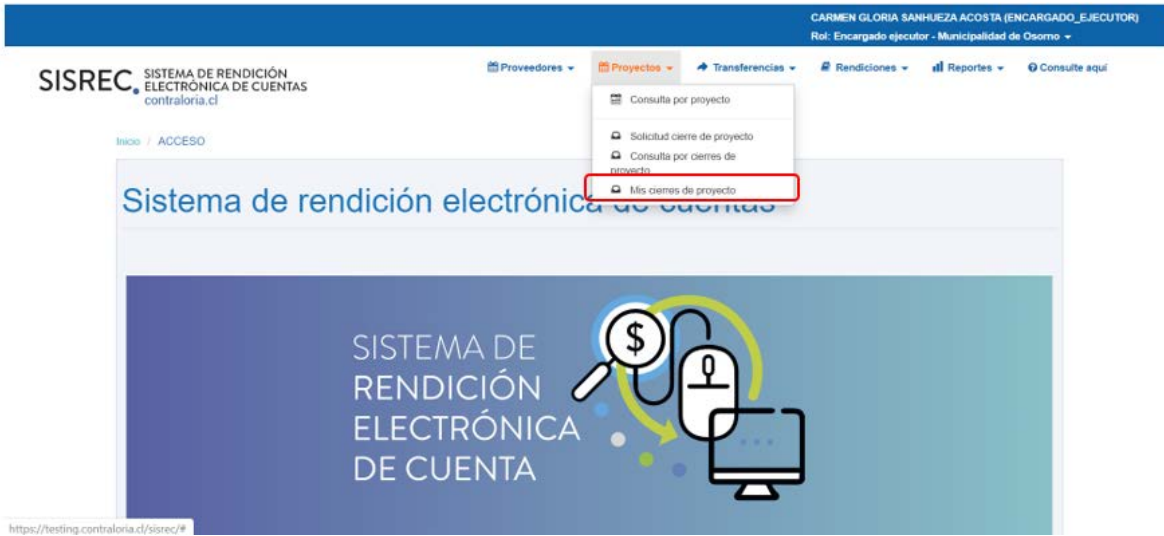 CARMEN GLORIA SANHUEZA ACOSTA (ENCARGADO_EJECUTOR)
Rol: Encargado ejecutor - Municipalidad de Osorno
SISREC
SISTEMA DE RENDICIÓN
ELECTRÓNICA DE CUENTAS
contraloria.cl
Proveedores
Proyectos
Transferencias
Rendiciones
Reportes
Consulte aquí
Consulta por proyecto
Solicitud cierre de proyecto
Consulta por cierres de
proyecto
Mis cierres de proyecto
Inicio / ACCESO
Sistema de rendición electrónica de cuentas
SISTEMA DE
RENDICIÓN
ELECTRÓNICA
DE CUENTA
$
https://testing.contraloria.cl/sisrec/#